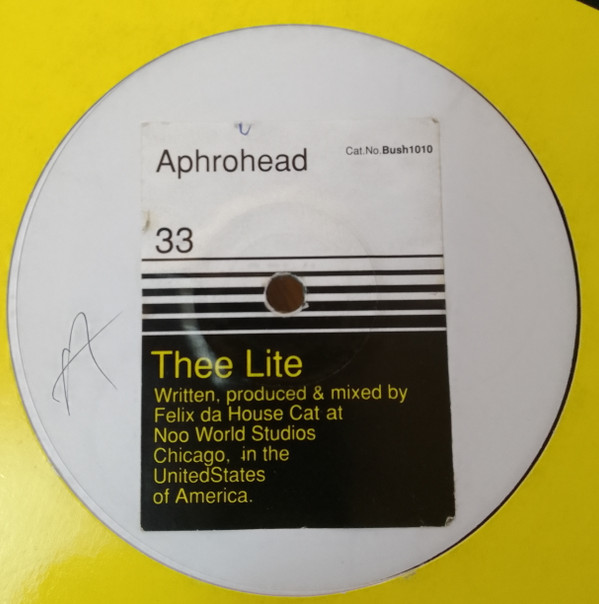 Aphrohead
Cat.No.Bush1010
33
Thee Lite
Written, produced & mixed by
Felix da House Cat at
Noo World Studios
Chicago, in the
UnitedStates
of America.
A